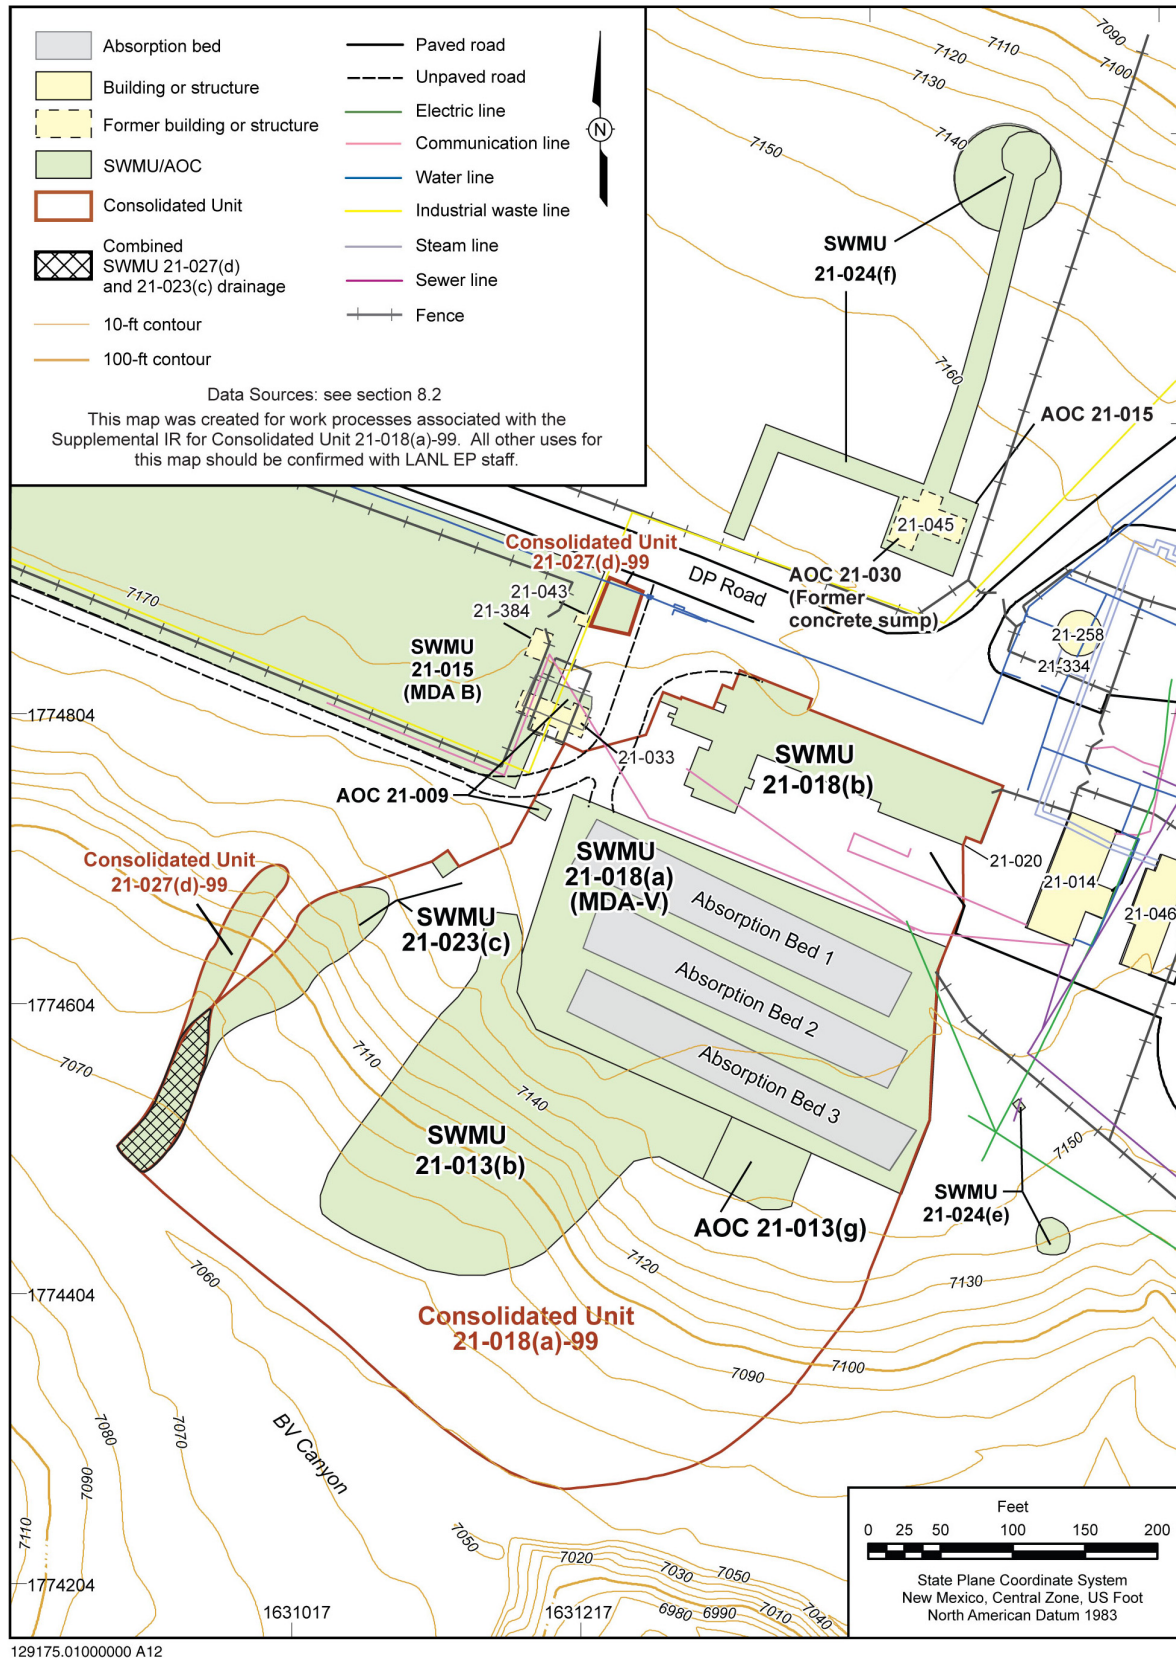 Absorption bed
Building or structure
Former building or structure
SWMU/AOC
Consolidated Unit
Combined
SWMU 21-027(d)
and 21-023(c) drainage
10-ft contour
100-ft contour
Paved road
Unpaved road
Electric line
Communication line
Water line
Industrial waste line
Steam line
Sewer line
Fence
N
Data Sources: see section 8.2
This map was created for work processes associated with the
Supplemental IR for Consolidated Unit 21-018(a)-99. All other uses for
this map should be confirmed with LANL EP staff.
7090
7110
7120
7100
7130
7140
7150
SWMU
21-024(f)
7160
AOC 21-015
21-045
Consolidated Unit
21-027(d)-99
DP Road
AOC 21-030
(Former
concrete sump)
7170
21-043
21-384
21-258
21-334
SWMU
21-015
(MDA B)
1774804
21-033
SWMU
21-018(b)
AOC 21-009
Consolidated Unit
21-027(d)-99
SWMU
21-018(a)
(MDA-V)
21-020
21-014
21-046
SWMU
21-023(c)
Absorption Bed 1
Absorption Bed 2
Absorption Bed 3
1774604
7070
7110
7140
7150
SWMU
21-013(b)
SWMU
21-024(e)
AOC 21-013(g)
7060
7120
7130
1774404
Consolidated Unit
21-018(a)-99
7100
7090
BV Canyon
7070
7080
7090
7110
7050
7020
7030
7050
6980
6990
7010
7040
1774204
1631017
1631217
Feet
0 25 50 100 150 200
State Plane Coordinate System
New Mexico, Central Zone, US Foot
North American Datum 1983
129175.01000000 A12